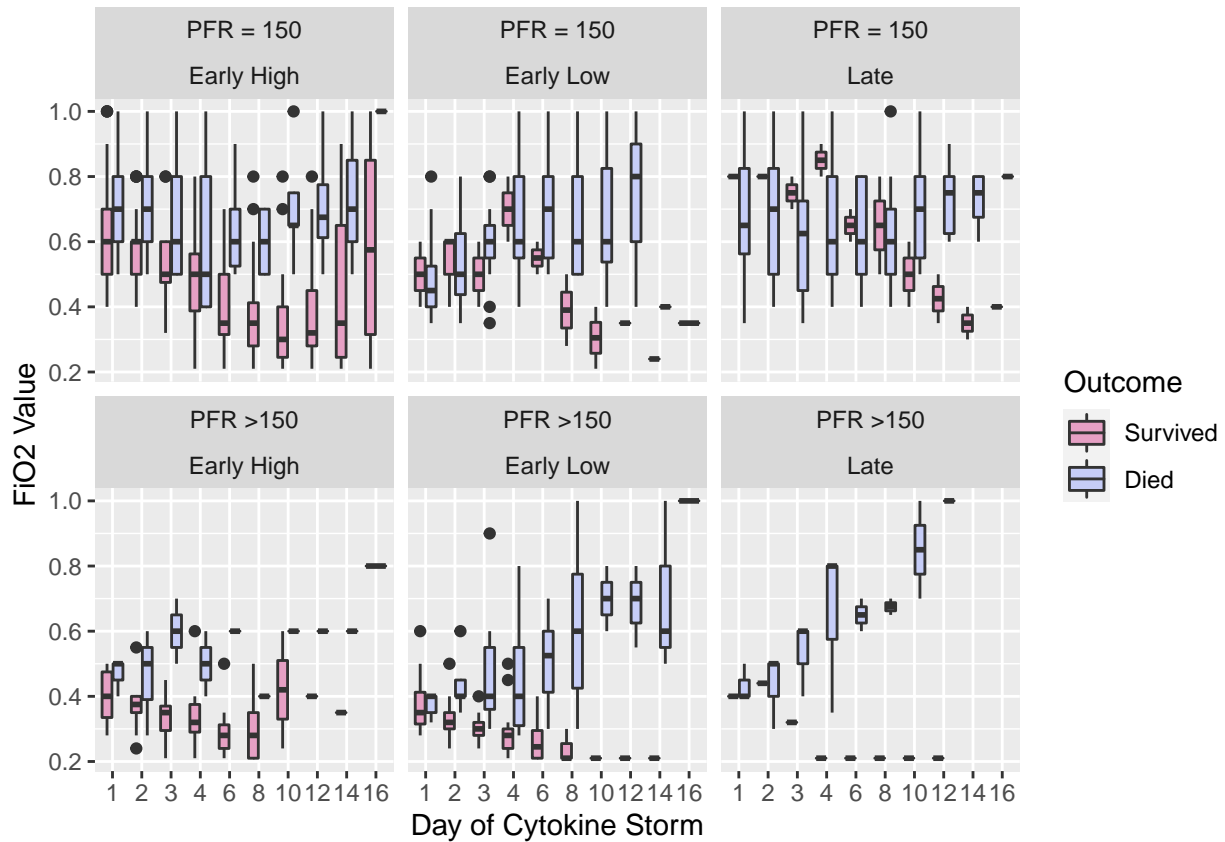 PFR = 150
Early High
PFR = 150
Early Low
PFR = 150
Late
1.0
0.8
0.6
0.4
0.2
PFR >150
Early High
PFR >150
Early Low
PFR >150
Late
1.0
0.8
0.6
0.4
0.2
1 2 3 4 6 8 10 12 14 16
1 2 3 4 6 8 10 12 14 16
1 2 3 4 6 8 10 12 14 16
Day of Cytokine Storm
FiO2 Value
Outcome
Survived
Died